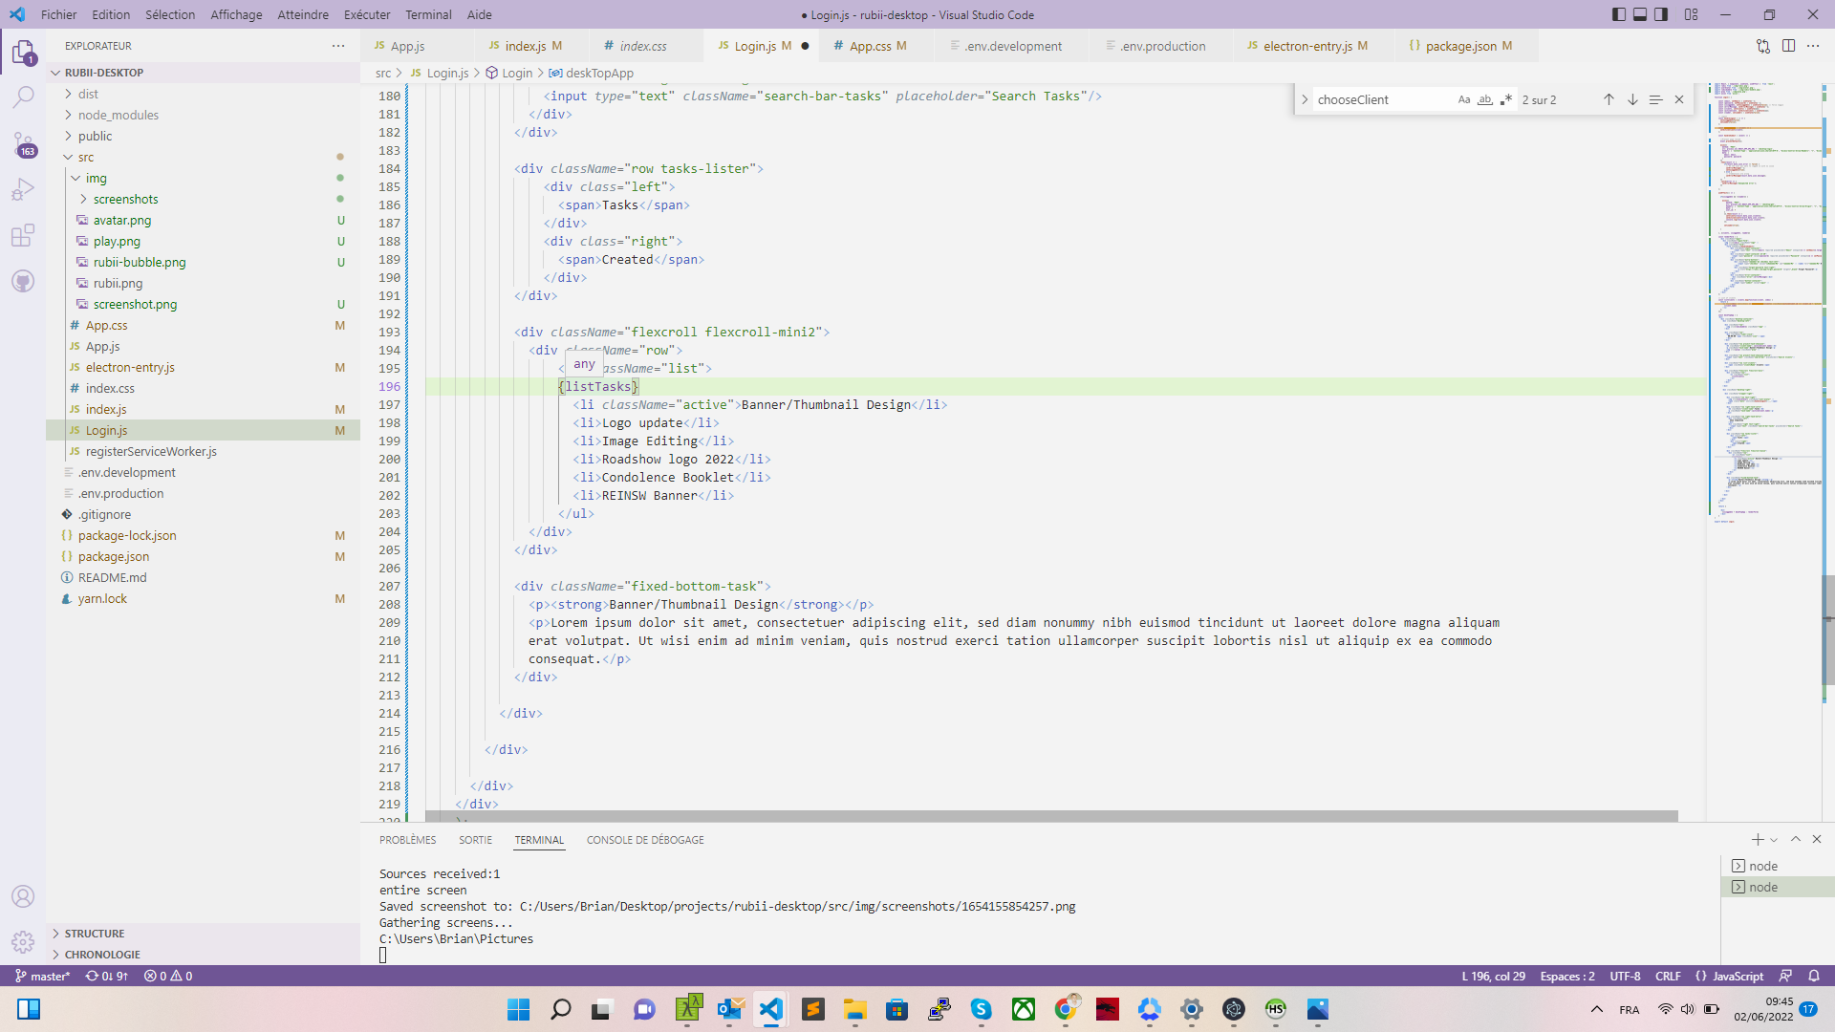 Fichier Edition Sélection Affichage Atteindre Exécuter Terminal Aide
● Login.js - rubii-desktop - Visual Studio Code
EXPLORATEUR
RUBII-DESKTOP
dist
node_modules
public
src
img
screenshots
avatar.png U
play.png U
rubii-bubble.png U
rubii.png
screenshot.png U
App.css M
App.js
electron-entry.js M
index.css
index.js M
Login.js M
registerServiceWorker.js
.env.development
.env.production
.gitignore
package-lock.json M
package.json M
README.md
yarn.lock M
STRUCTURE
CHRONOLOGIE
163
1
JS App.js
JS index.js M
# index.css
JS Login.js M ●
# App.css M
.env.development
.env.production
JS electron-entry.js M
{} package.json M
src > JS Login.js > Login > deskTopApp
chooseClient Aa ab 2 sur 2
180 <input type="text" className="search-bar-tasks" placeholder="Search Tasks"/>
181 </div>
182 </div>
183
184 <div className="row tasks-lister">
185 <div class="left">
186 <span>Tasks</span>
187 </div>
188 <div class="right">
189 <span>Created</span>
190 </div>
191 </div>
192
193 <div className="flexcroll flexcroll-mini2">
194 <div className="row">
any
195 < assName="list">
196 {listTasks}
197 <li className="active">Banner/Thumbnail Design</li>
198 <li>Logo update</li>
199 <li>Image Editing</li>
200 <li>Roadshow logo 2022</li>
201 <li>Condolence Booklet</li>
202 <li>REINSW Banner</li>
203 </ul>
204 </div>
205 </div>
206
207 <div className="fixed-bottom-task">
208 <p><strong>Banner/Thumbnail Design</strong></p>
209 <p>Lorem ipsum dolor sit amet, consectetuer adipiscing elit, sed diam nonummy nibh euismod tincidunt ut laoreet dolore magna aliquam
210 erat volutpat. Ut wisi enim ad minim veniam, quis nostrud exerci tation ullamcorper suscipit lobortis nisl ut aliquip ex ea commodo
211 consequat.</p>
212 </div>
213
214 </div>
215
216 </div>
217
218 </div>
219 </div>
PROBLÈMES SORTIE TERMINAL CONSOLE DE DÉBOGAGE
Sources received:1
entire screen
Saved screenshot to: C:/Users/Brian/Desktop/projects/rubii-desktop/src/img/screenshots/1654155854257.png
Gathering screens...
C:\Users\Brian\Pictures
node
node
master* 0↓ 9↑ 0 0
L 196, col 29 Espaces : 2 UTF-8 CRLF {} JavaScript
FRA
09:45
02/06/2022
17